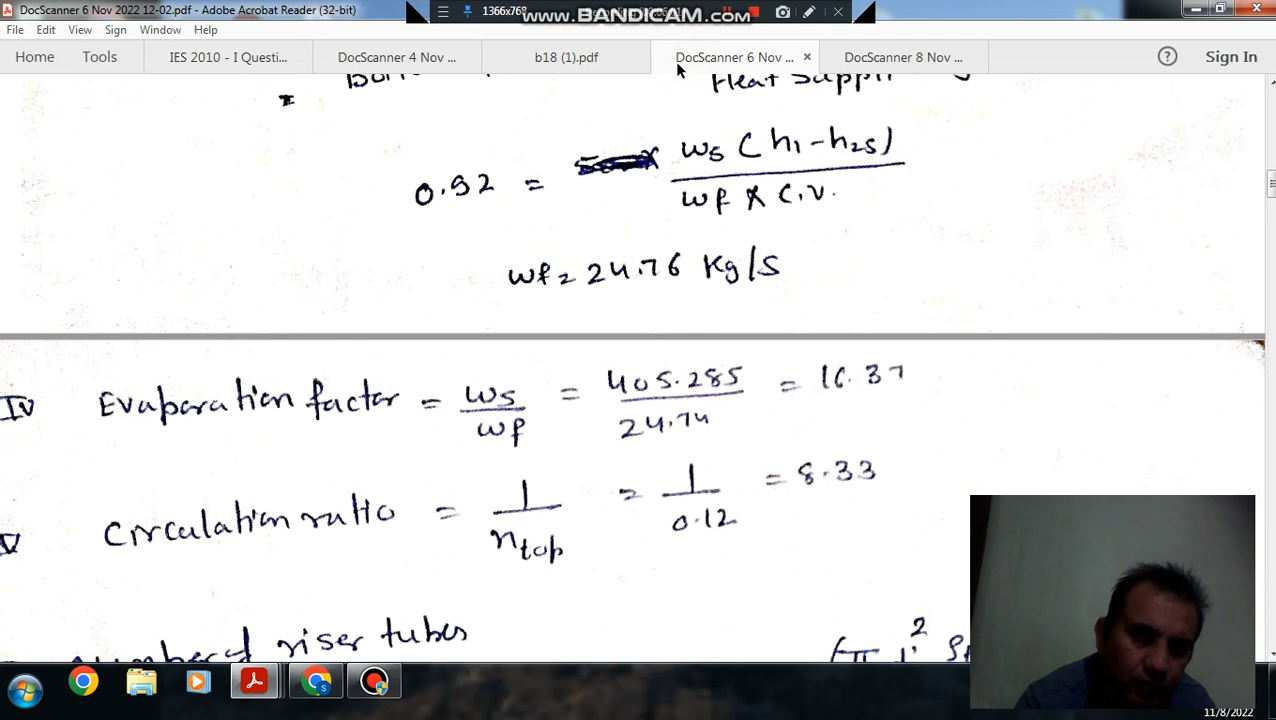 DocScanner 6 Nov 2022 12-02.pdf - Adobe Acrobat Reader (32-bit)
1366x768
www.BANDICAM.com
File Edit View Sign Window Help
Home Tools IES 2010 - I Questi... DocScanner 4 Nov ... b18 (1).pdf DocScanner 6 Nov ... × DocScanner 8 Nov ... Sign In
Heat Suppli
0.92 = ws (h1-h2s) / wf x C.V.
wf = 24.76 Kg/s
IV Evaporation factor = ws / wf = 405.285 / 24.74 = 16.37
V Circulation ratio = 1 / ntop = 1 / 0.12 = 8.33
number of riser tubes
11/8/2022